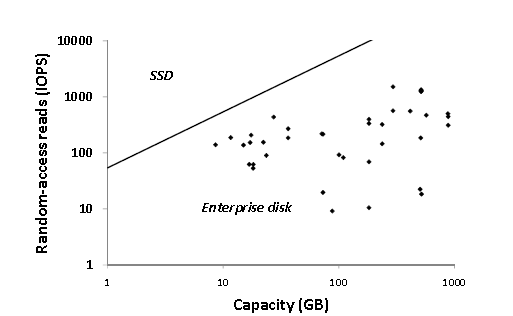 Random-access reads (IOPS)
10000
1000
100
10
1
SSD
Enterprise disk
1
10
100
1000
Capacity (GB)